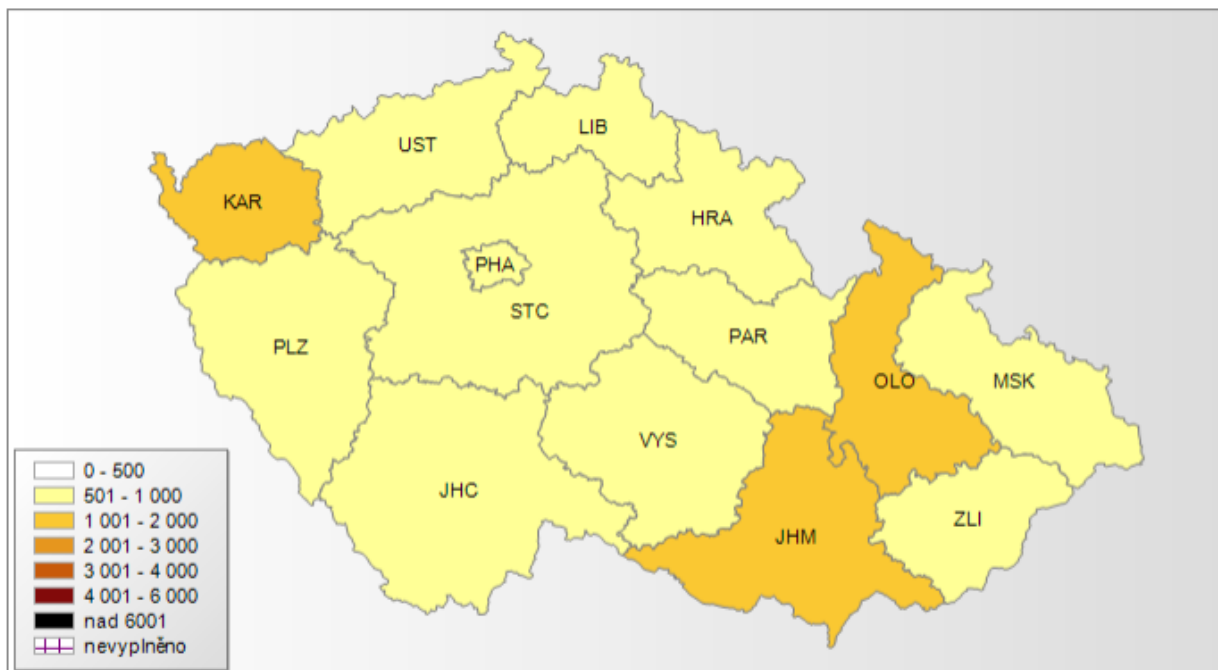 UST
LIB
KAR
HRA
PHA
STC
PLZ
PAR
OLO
MSK
VYS
JHC
ZLI
JHM
0 - 500
501 - 1 000
1 001 - 2 000
2 001 - 3 000
3 001 - 4 000
4 001 - 6 000
nad 6001
nevyplněno